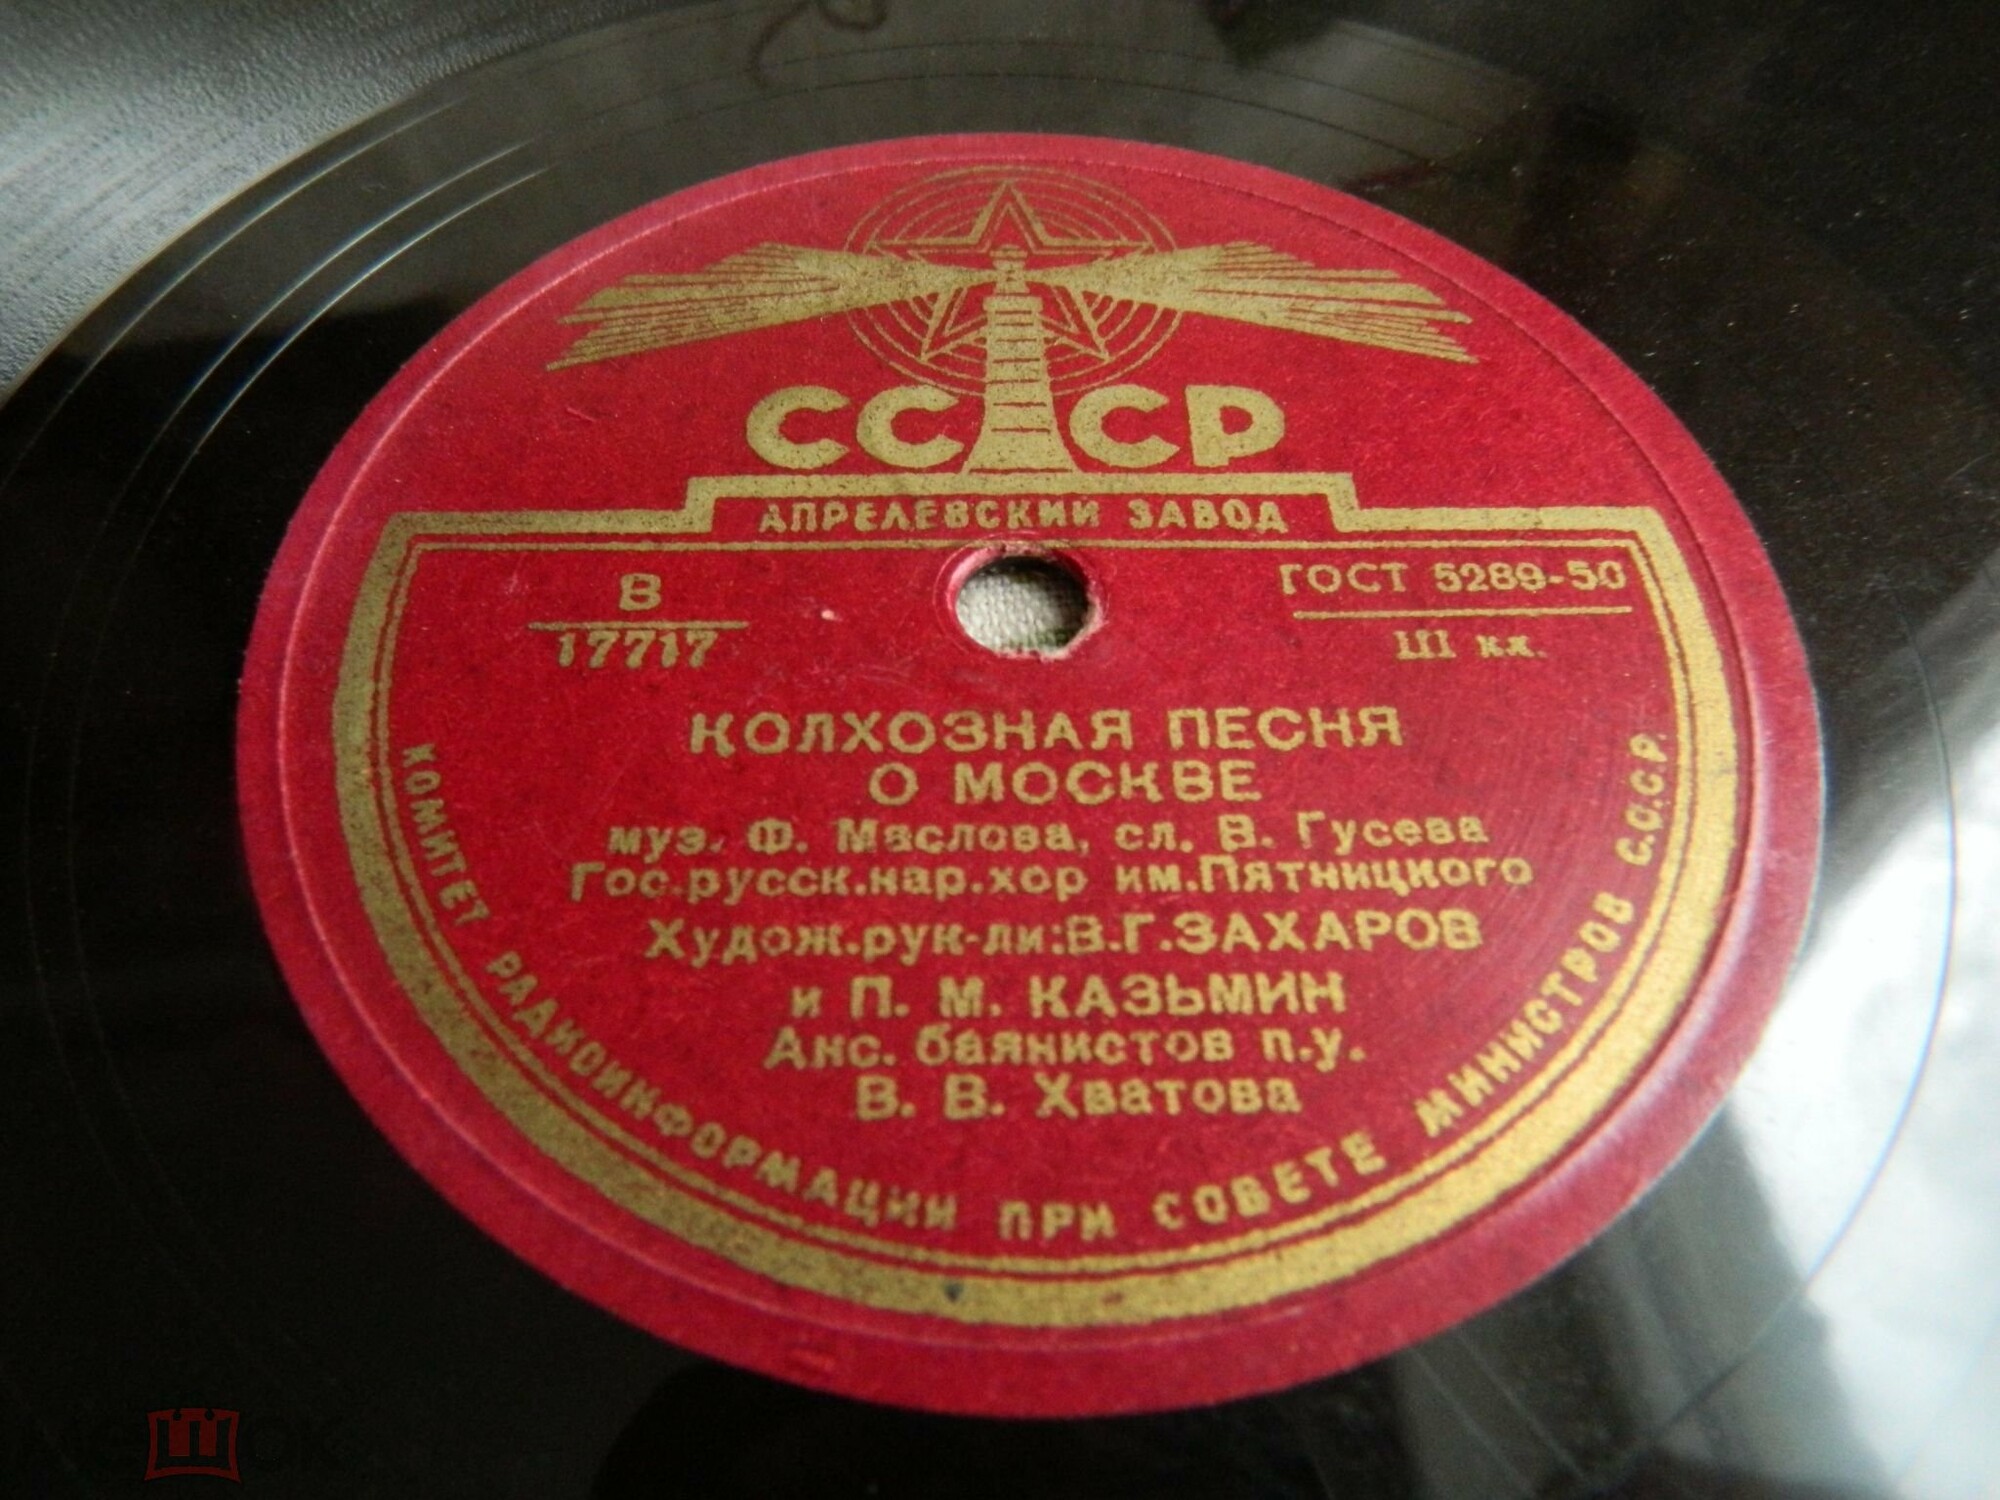 СССР
АПРЕЛЕВСКИЙ ЗАВОД
В
17717
ГОСТ 5289-50
III кл.
КОЛХОЗНАЯ ПЕСНЯ
О МОСКВЕ
муз. Ф. Маслова, сл. В. Гусева
Гос.русск.нар.хор им.Пятницкого
Худож.рук-ли:В.Г.ЗАХАРОВ
и П. М. КАЗЬМИН
Анс. баянистов п.у.
В. В. Хватова
КОМИТЕТ РАДИОИНФОРМАЦИИ ПРИ СОВЕТЕ МИНИСТРОВ С.С.С.Р.